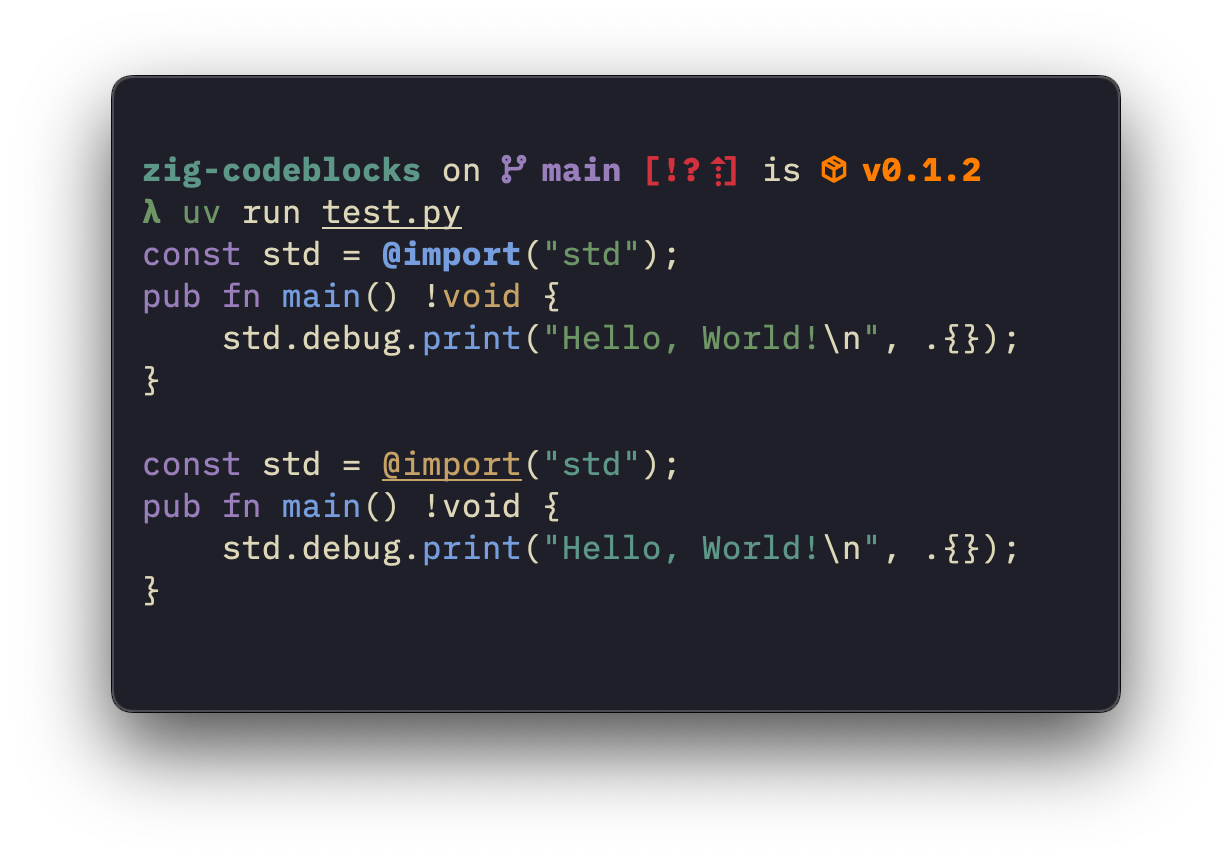 zig-codeblocks on main [!?⇡] is v0.1.2
λ uv run test.py
const std = @import("std");
pub fn main() !void {
    std.debug.print("Hello, World!\n", .{});
}
const std = @import("std");
pub fn main() !void {
    std.debug.print("Hello, World!\n", .{});
}